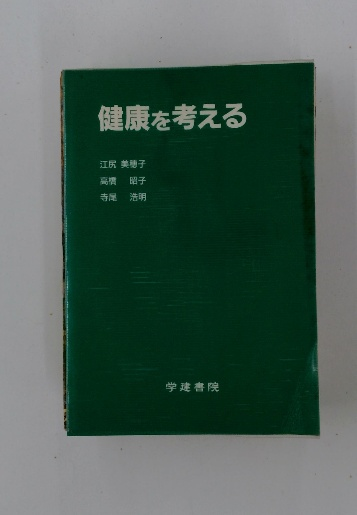 健康を考える
江尻 美穂子
高橋 昭子
寺尾 浩明
学建書院